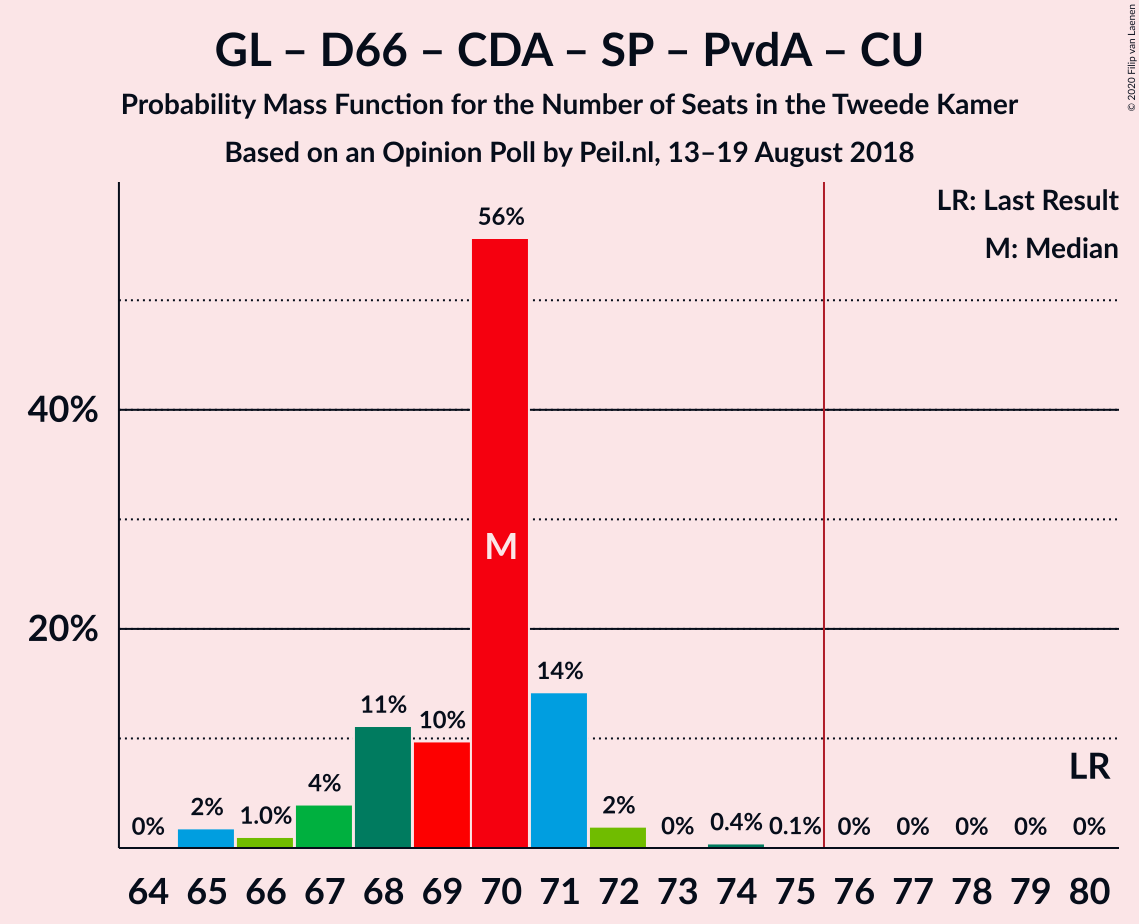 GL – D66 – CDA – SP – PvdA – CU
Probability Mass Function for the Number of Seats in the Tweede Kamer
Based on an Opinion Poll by Peil.nl, 13–19 August 2018
© 2020 Filip van Laenen
LR: Last Result
M: Median
56%
40%
M
20%
14%
11%
10%
LR
4%
0% 2% 1.0% 2% 0% 0.4% 0.1% 0% 0% 0% 0% 0%
64 65 66 67 68 69 70 71 72 73 74 75 76 77 78 79 80